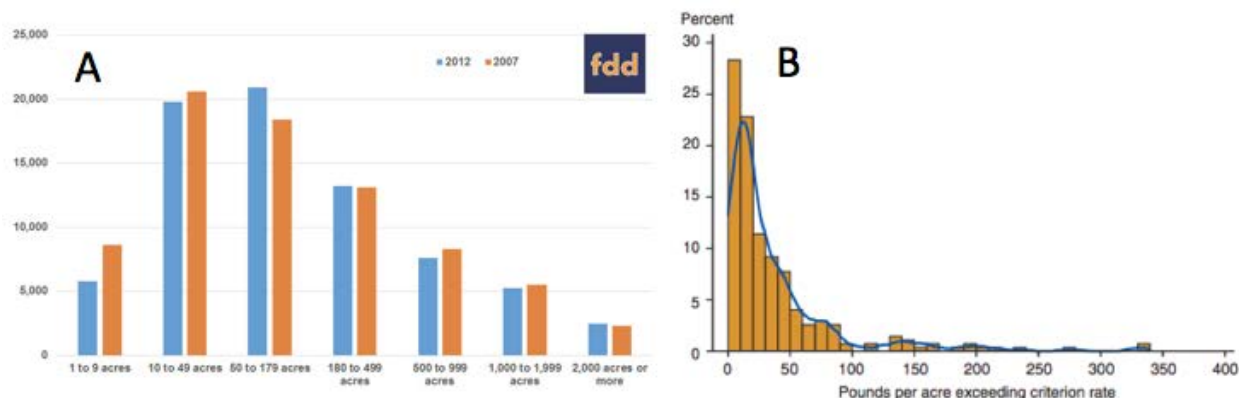 A
2012
2007
fdd
25,000
20,000
15,000
10,000
5,000
0
1 to 9 acres
10 to 49 acres
50 to 179 acres
180 to 499
acres
500 to 999
acres
1,000 to 1,999
acres
2,000 acres or
more
Percent
B
30
25
20
15
10
5
0
0 50 100 150 200 250 300 350 400
Pounds per acre exceeding criterion rate